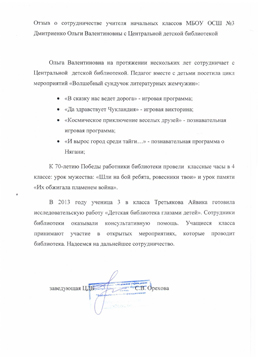 Отзыв о сотрудничестве учителя начальных классов МБОУ ОСШ №3
Дмитриенко Ольги Валентиновны с Центральной детской библиотекой
Ольга Валентиновна на протяжении нескольких лет сотрудничает с
Центральной детской библиотекой. Педагог вместе с детьми посетили цикл
мероприятий «Волшебный сундучок литературных жемчужин»:
«В сказку нас ведет дорога» - игровая программа;
«Да здравствует Чухляндия» - игровая викторина;
«Космическое приключение веселых друзей» - познавательная
игровая программа;
«И вырос город среди тайги…» - познавательная программа о
Нягани;
К 70-летию Победы работники библиотеки провели классные часы в 4
классе: урок мужества: «Шли на бой ребята, ровесники твои» и урок памяти
«Их обжигала пламенем война».
В 2013 году ученица 3 в класса Третьякова Айвика готовила
исследовательскую работу «Детская библиотека глазами детей». Сотрудники
библиотеки оказывали консультативную помощь. Учащиеся класса
принимают участие в открытых мероприятиях, которые проводит
библиотека. Надеемся на дальнейшее сотрудничество.
заведующая ЦДБ С.В. Орехова